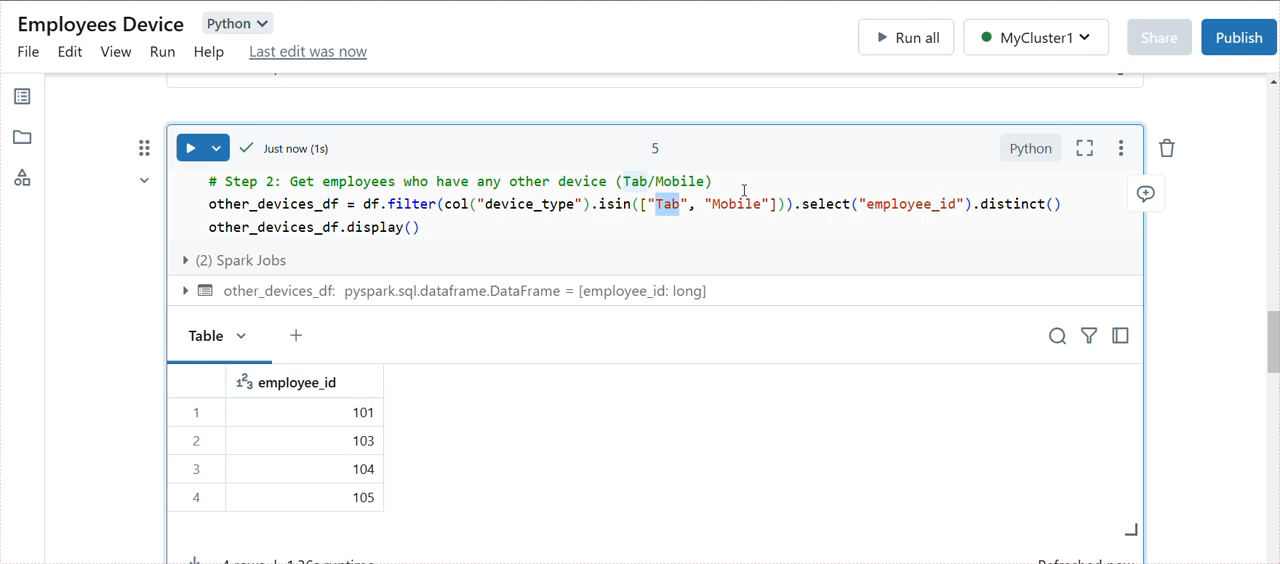 Employees Device Python
File Edit View Run Help Last edit was now
Run all MyCluster1 Share Publish
Just now (1s) 5 Python
# Step 2: Get employees who have any other device (Tab/Mobile)
other_devices_df = df.filter(col("device_type").isin(["Tab", "Mobile"])).select("employee_id").distinct()
other_devices_df.display()
(2) Spark Jobs
other_devices_df: pyspark.sql.dataframe.DataFrame = [employee_id: long]
Table +
1²3 employee_id
1 101
2 103
3 104
4 105